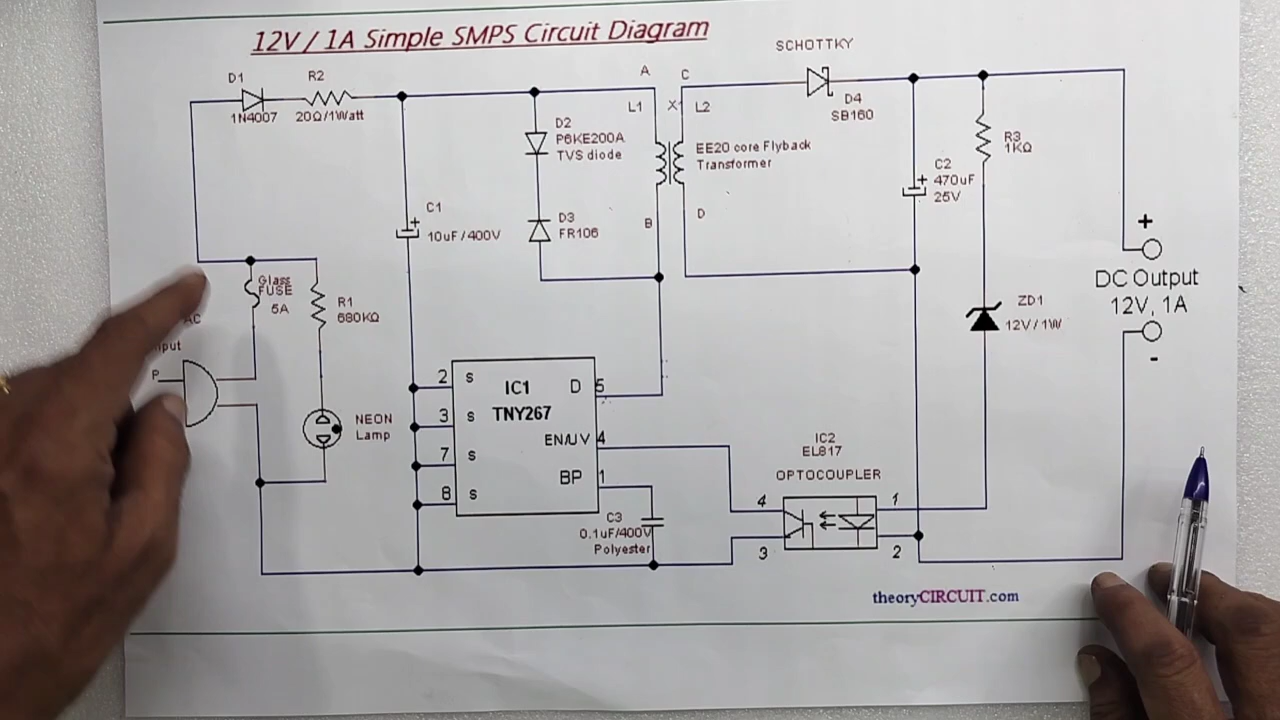 12V / 1A Simple SMPS Circuit Diagram
D1
1N4007
R2
20Ω/1Watt
D2
P6KE200A
TVS diode
D3
FR106
C1
10uF/400V
A
L1
B
X1
C
L2
D
EE20 core Flyback
Transformer
SCHOTTKY
D4
SB160
C2
470uF
25V
R3
1KΩ
ZD1
12V/1W
+
DC Output
12V, 1A
-
Glass
FUSE
5A
R1
680KΩ
AC
P
NEON
Lamp
2 S
3 S
7 S
8 S
IC1
TNY267
D 5
EN/UV 4
BP 1
C3
0.1uF/400V
Polyester
IC2
EL817
OPTOCOUPLER
4
3
1
2
theoryCIRCUIT.com